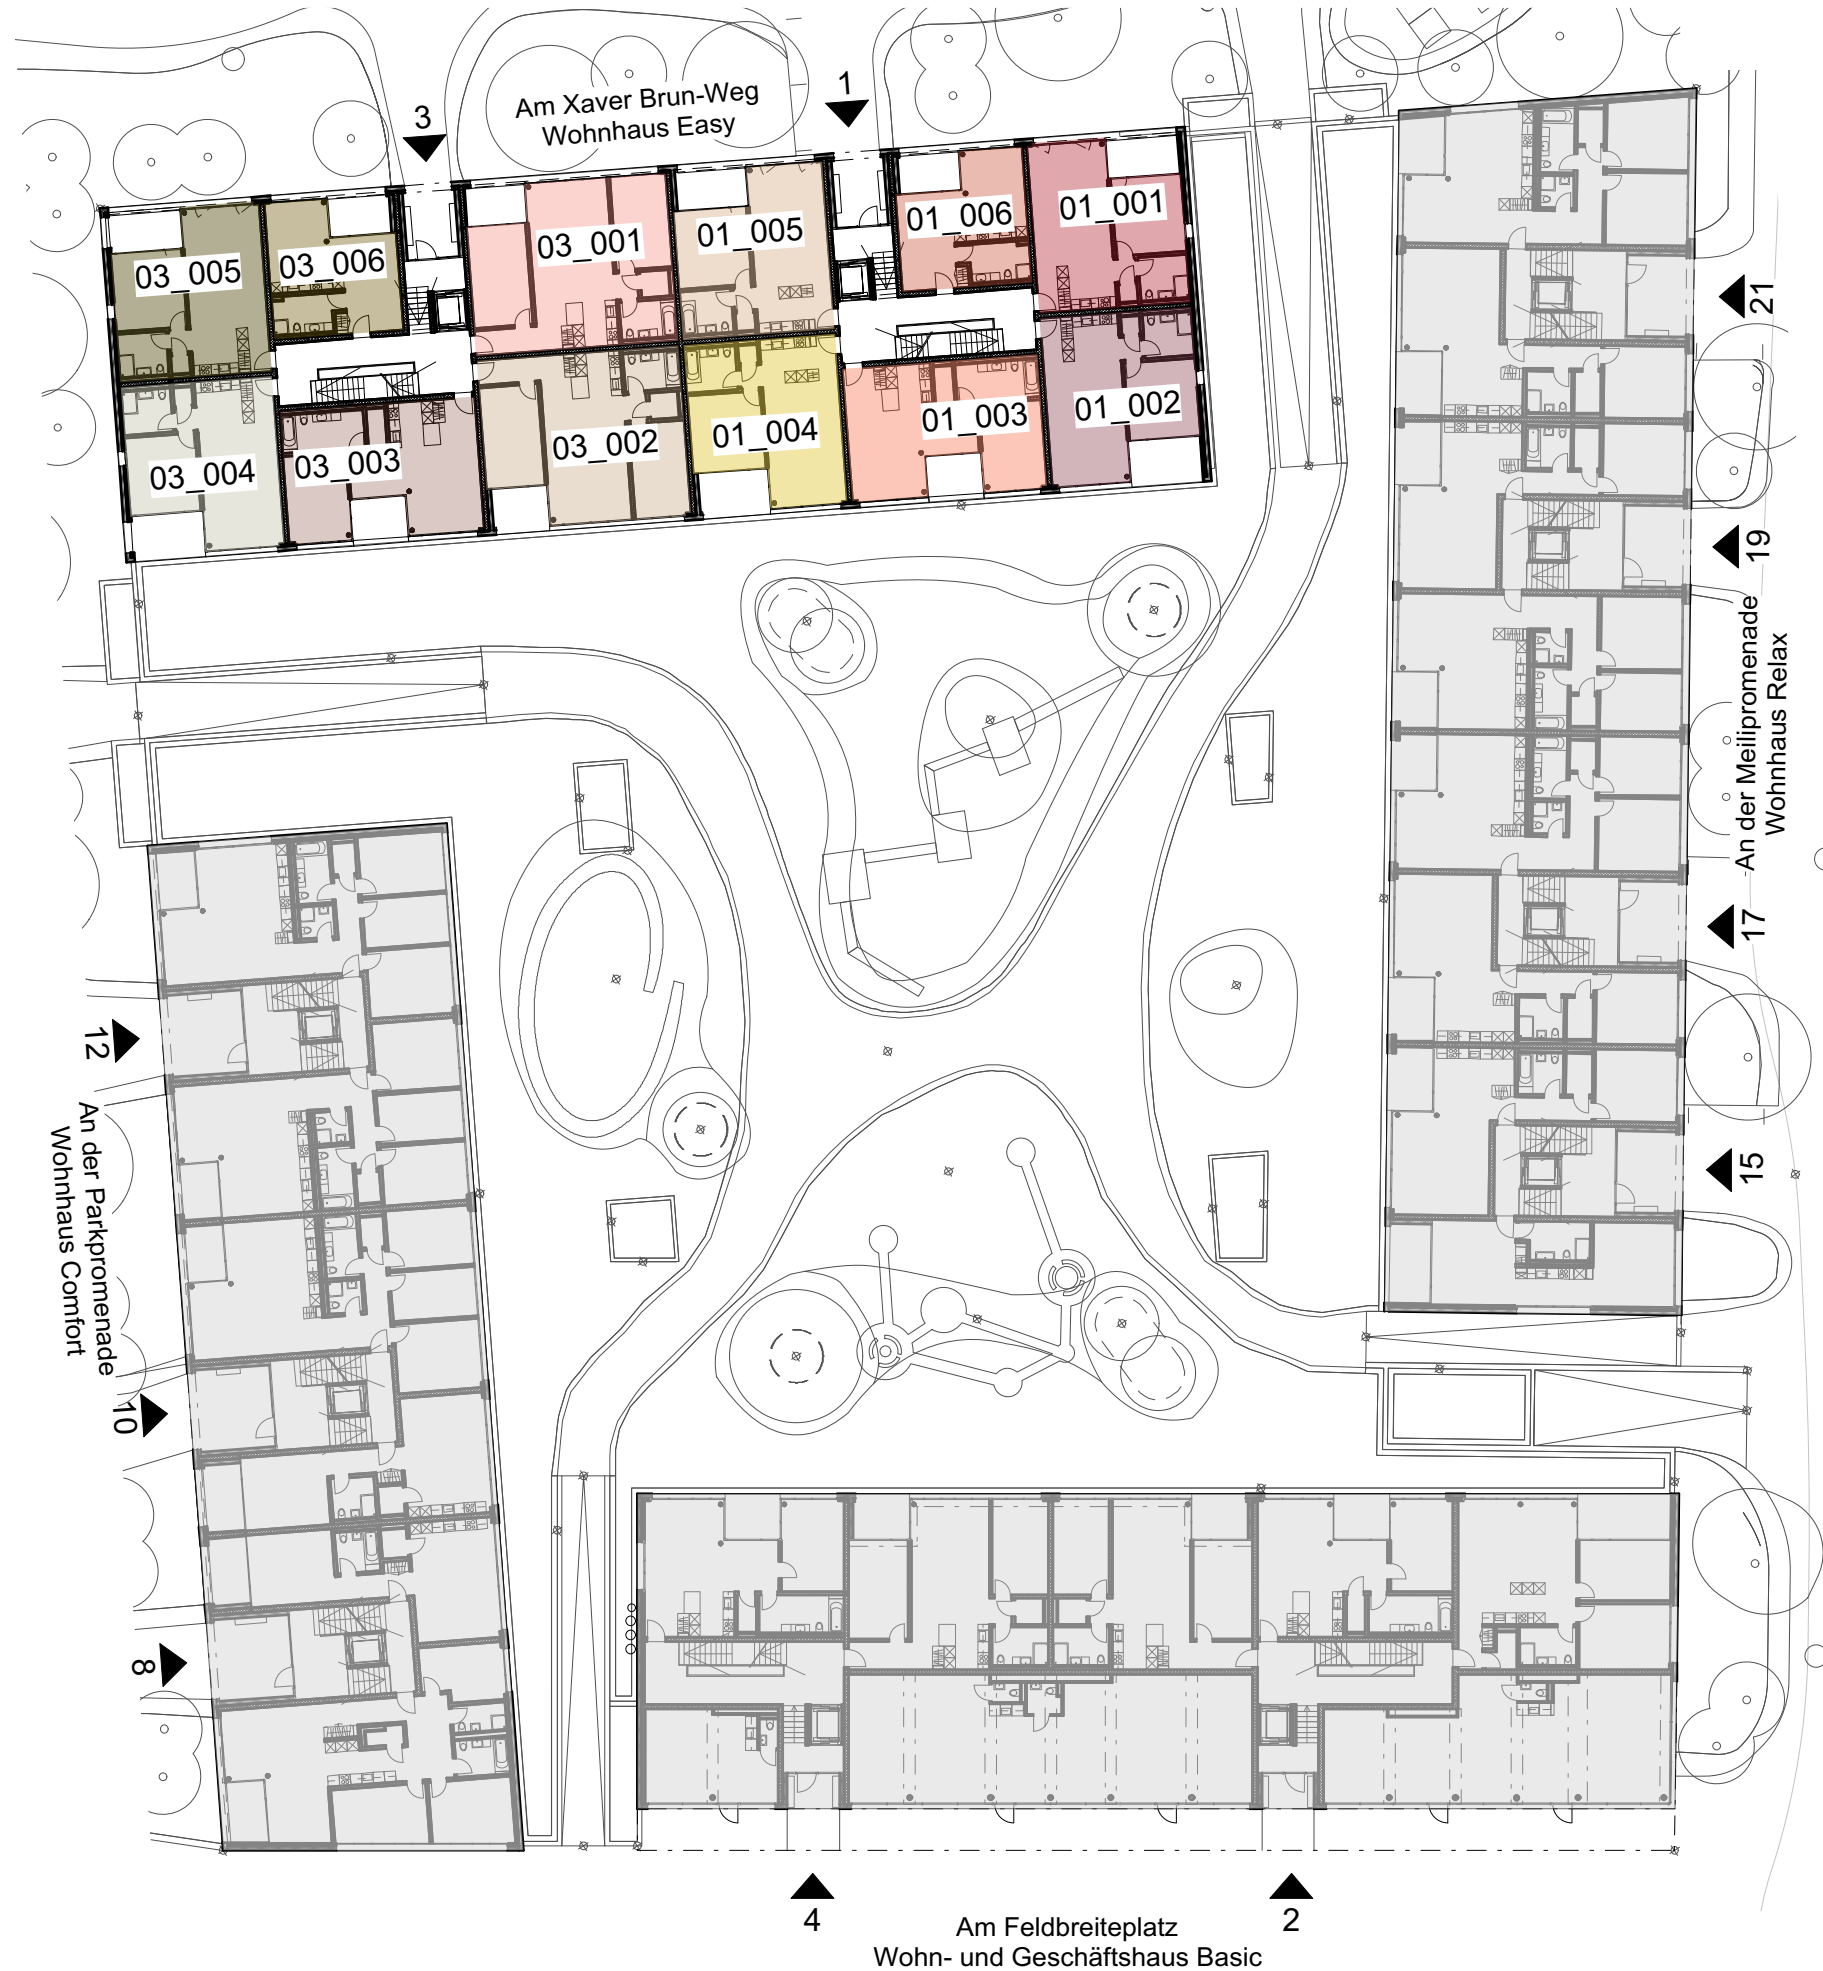 Am Xaver Brun-Weg
Wohnhaus Easy
3
1
03_005
03_006
03_001
01_005
01_006
01_001
03_004
03_003
03_002
01_004
01_003
01_002
21
19
An der Meilipromenade
Wohnhaus Relax
17
15
12
An der Parkpromenade
Wohnhaus Comfort
10
8
4
2
Am Feldbreiteplatz
Wohn- und Geschäftshaus Basic